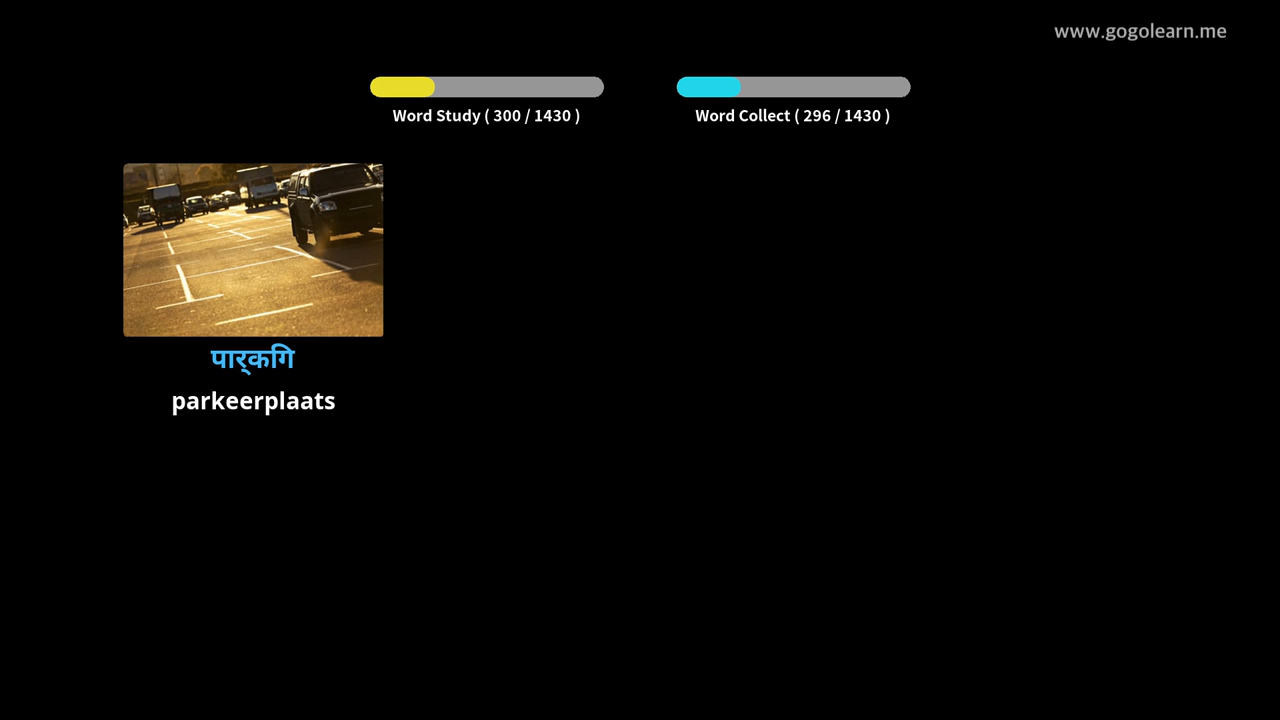 www.gogolearn.me
Word Study ( 300 / 1430 )
Word Collect ( 296 / 1430 )
पार्‌कगि
parkeerplaats